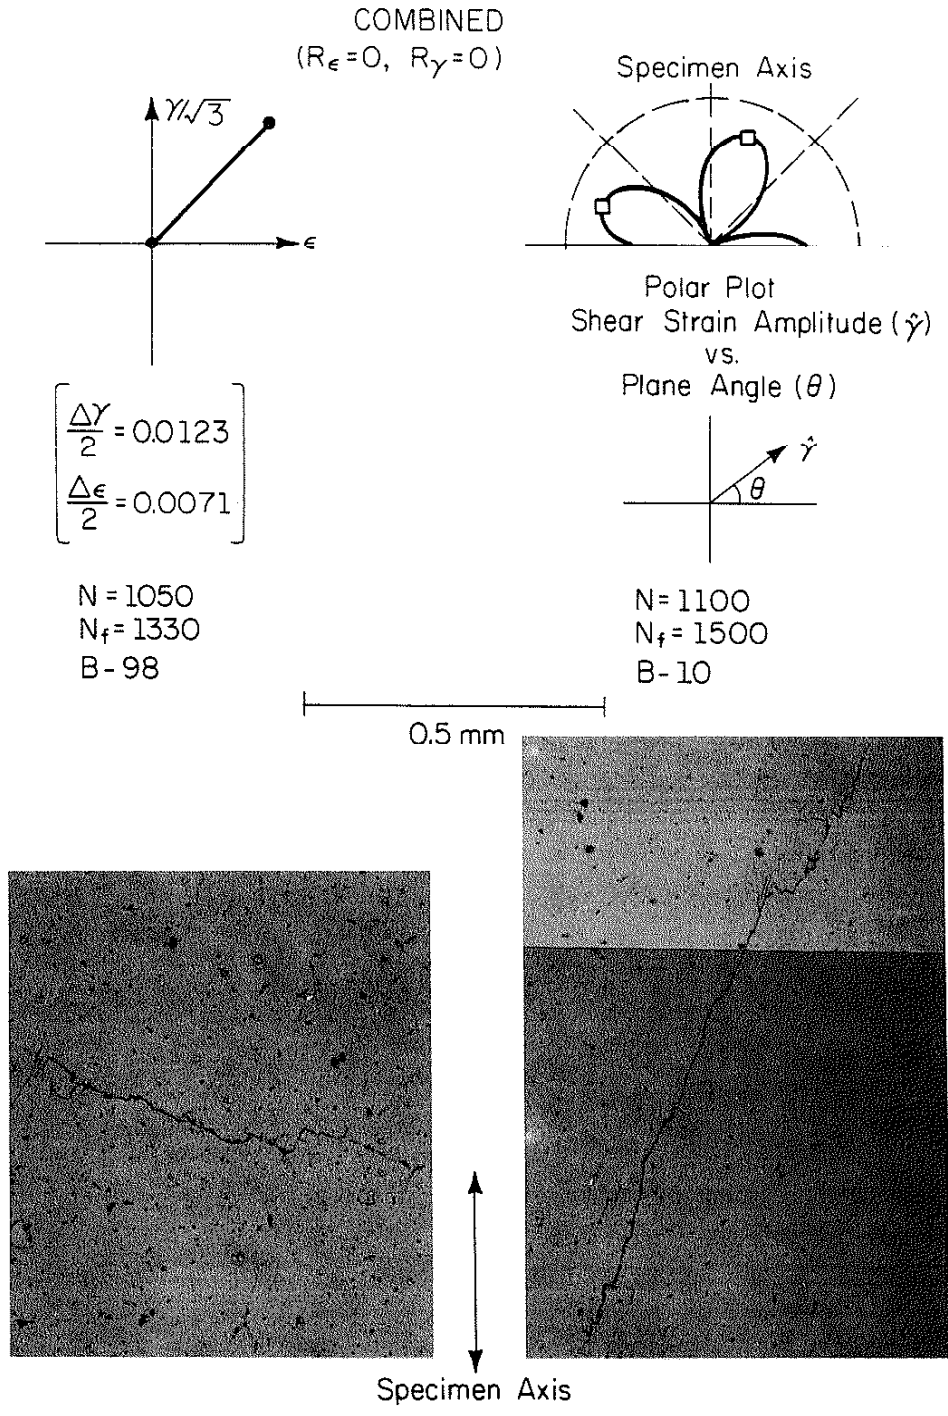 COMBINED
(Rε=0, Rγ=0)
γ/√3
ε
Specimen Axis
Polar Plot
Shear Strain Amplitude (γ̂)
vs.
Plane Angle (θ)
γ̂
θ
Δγ/2 = 0.0123
Δε/2 = 0.0071
N = 1050
Nf = 1330
B-98
N = 1100
Nf = 1500
B-10
0.5 mm
Specimen Axis